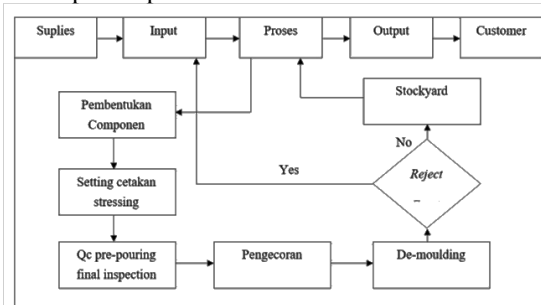 Suplies
Input
Proses
Output
Customer
Stockyard
Pembentukan
Componen
No
Yes
Reject
Setting cetakan
stressing
Qc pre-pouring
final inspection
Pengecoran
De-moulding